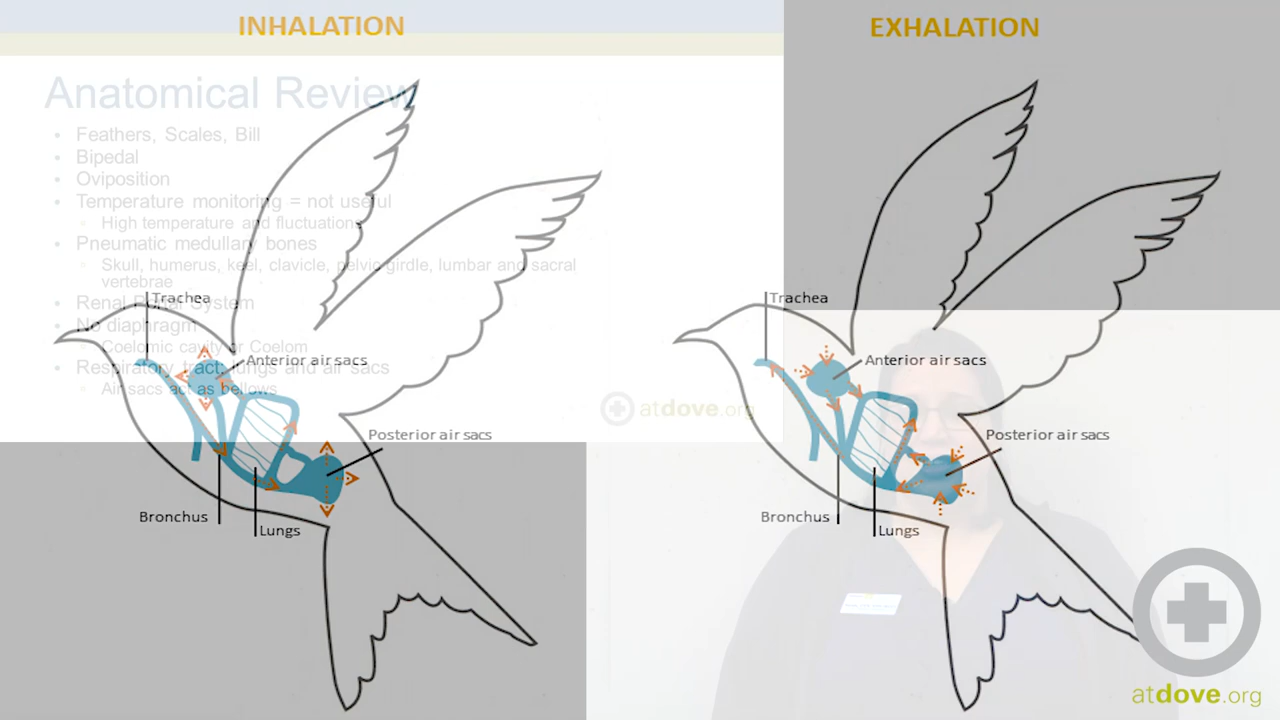 INHALATION
EXHALATION
Anatomical Review
• Feathers, Scales, Bill
• Bipedal
• Oviposition
• Temperature monitoring = not useful
◦ High temperature and fluctuations
• Pneumatic medullary bones
◦ Skull, humerus, keel, clavicle, pelvic girdle, lumbar and sacral
vertebrae
• Renal Portal System
• No diaphragm
◦ Coelomic cavity or Coelom
• Respiratory tract: lungs and air sacs
◦ Air sacs act as bellows
Trachea
Anterior air sacs
Posterior air sacs
Bronchus
Lungs
atdove.org
Trachea
Anterior air sacs
Posterior air sacs
Bronchus
Lungs
atdove.org